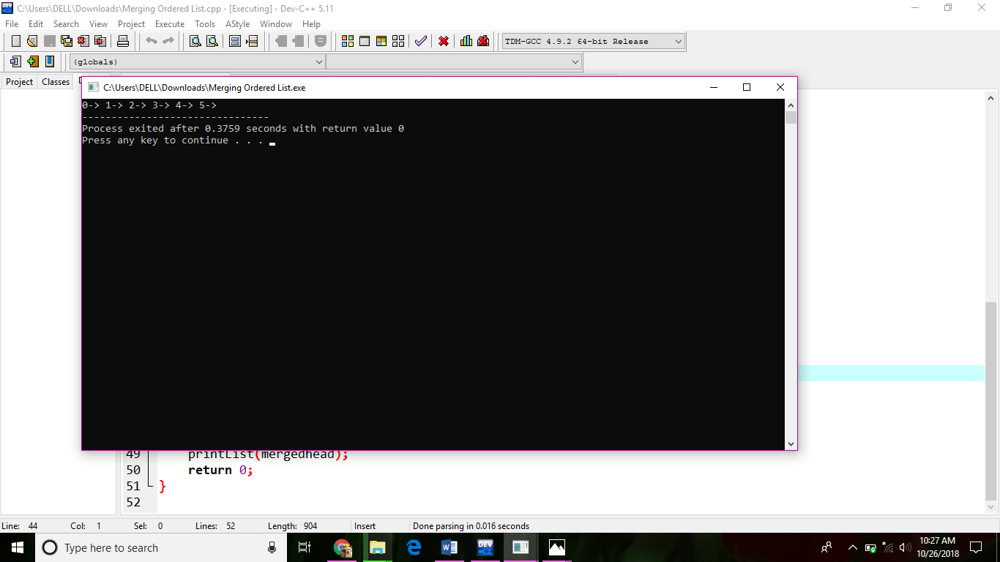 C:\Users\DELL\Downloads\Merging Ordered List.cpp - [Executing] - Dev-C++ 5.11
File Edit Search View Project Execute Tools AStyle Window Help
TDM-GCC 4.9.2 64-bit Release
(globals)
Project Classes
C:\Users\DELL\Downloads\Merging Ordered List.exe
0-> 1-> 2-> 3-> 4-> 5->
--------------------------------
Process exited after 0.3759 seconds with return value 0
Press any key to continue . . .
49 printList(mergedhead);
50 return 0;
51 }
52
Line: 44 Col: 1 Sel: 0 Lines: 52 Length: 904 Insert Done parsing in 0.016 seconds
Type here to search
DEV
10:27 AM
10/26/2018